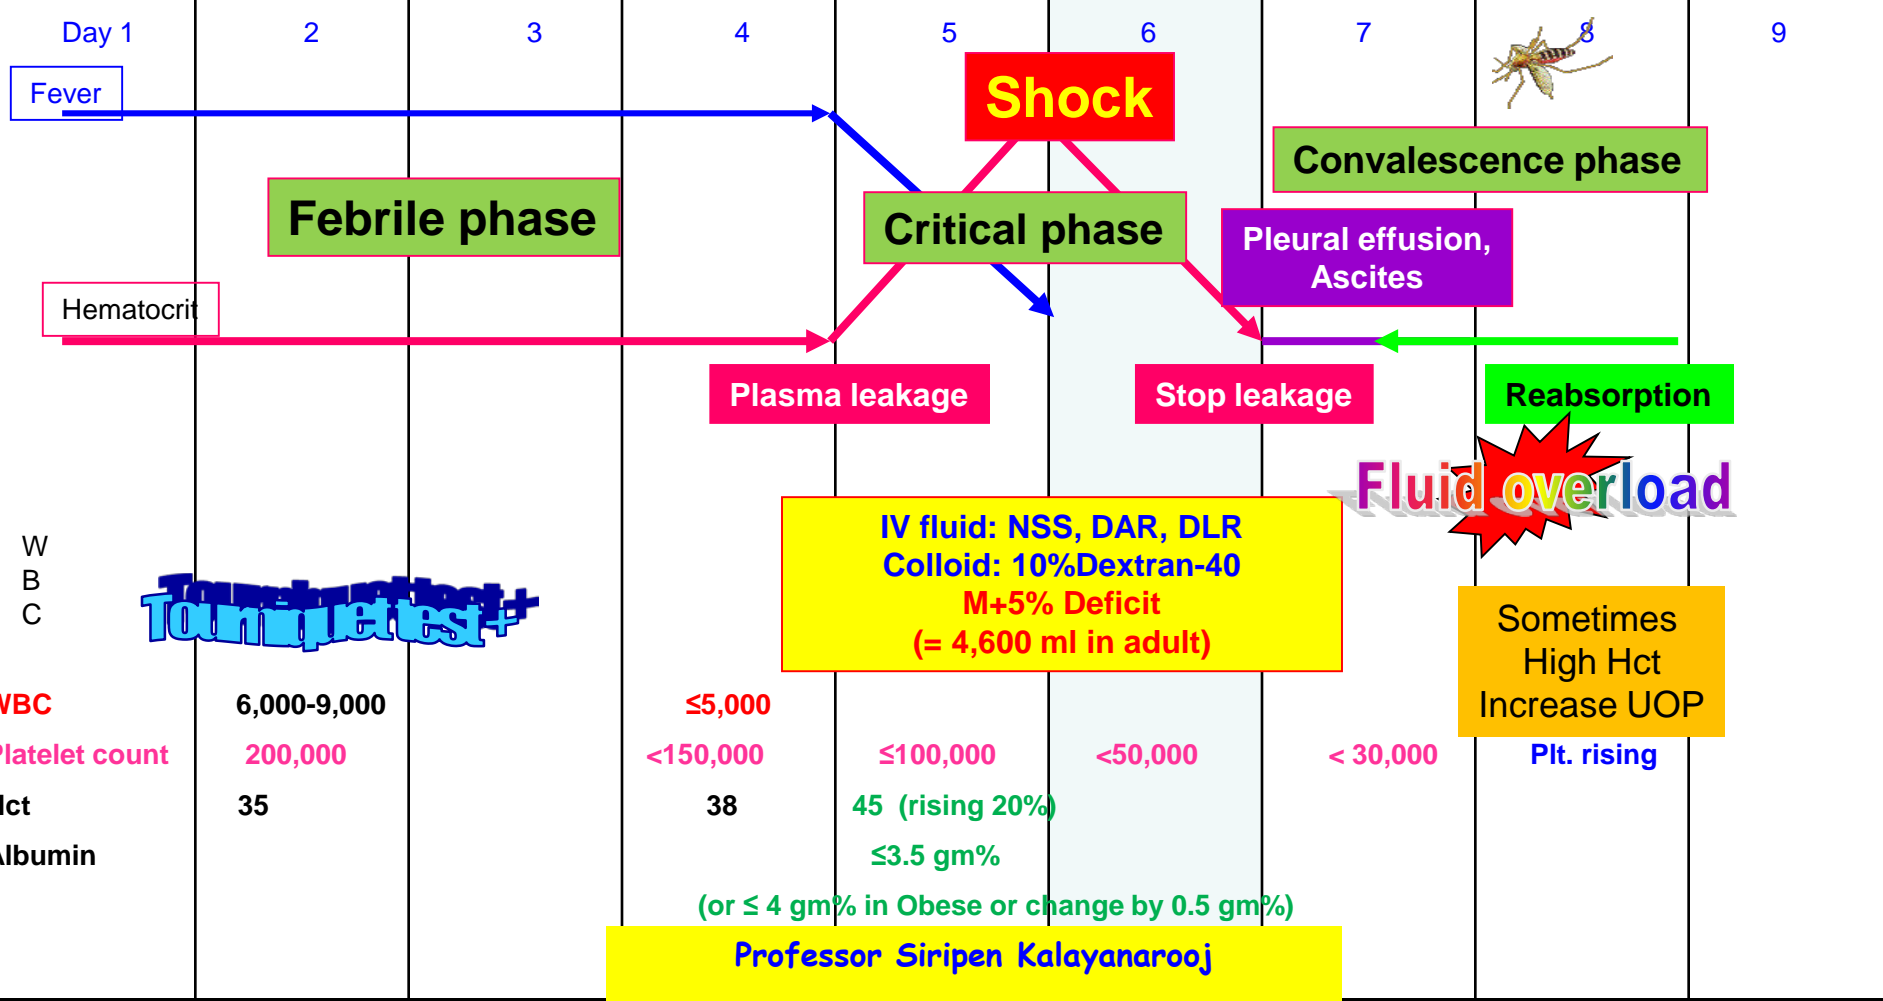 Day 1 2 3 4 5 6 7 8 9
Fever
Shock
Convalescence phase
Febrile phase
Critical phase
Pleural effusion,
Ascites
Hematocrit
Plasma leakage
Stop leakage
Reabsorption
Fluid overload
IV fluid: NSS, DAR, DLR
Colloid: 10%Dextran-40
M+5% Deficit
(= 4,600 ml in adult)
W
B
C
Tourniquet test +
Sometimes
High Hct
Increase UOP
WBC 6,000-9,000 ≤5,000
Platelet count 200,000 <150,000 ≤100,000 <50,000 < 30,000 Plt. rising
Hct 35 38 45 (rising 20%)
Albumin ≤3.5 gm%
(or ≤ 4 gm% in Obese or change by 0.5 gm%)
Professor Siripen Kalayanarooj